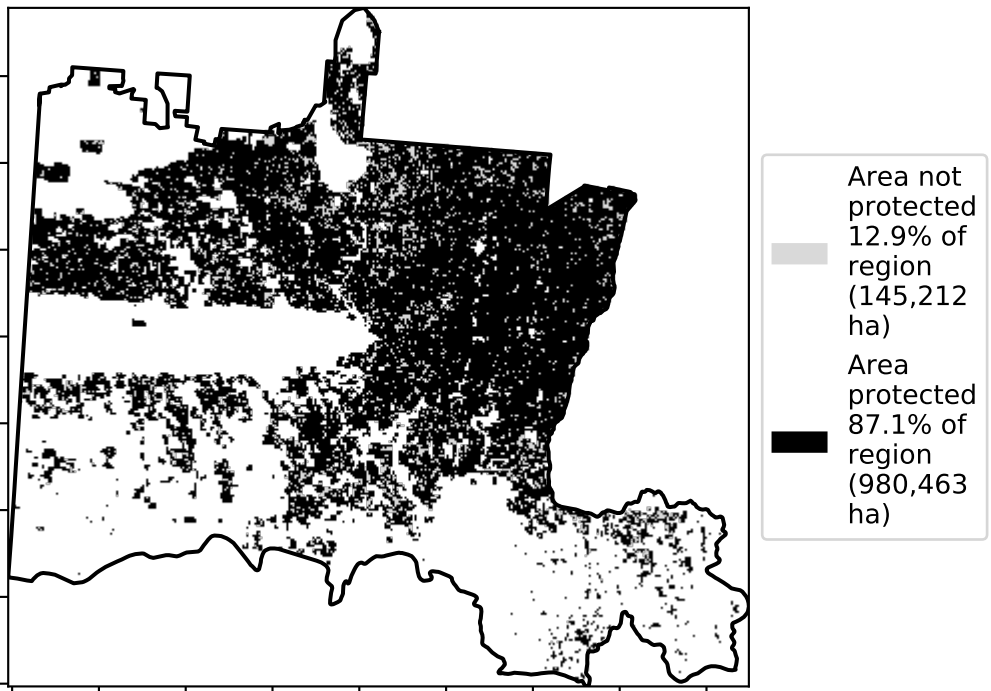 Area not
protected
12.9% of
region
(145,212
ha)
Area
protected
87.1% of
region
(980,463
ha)